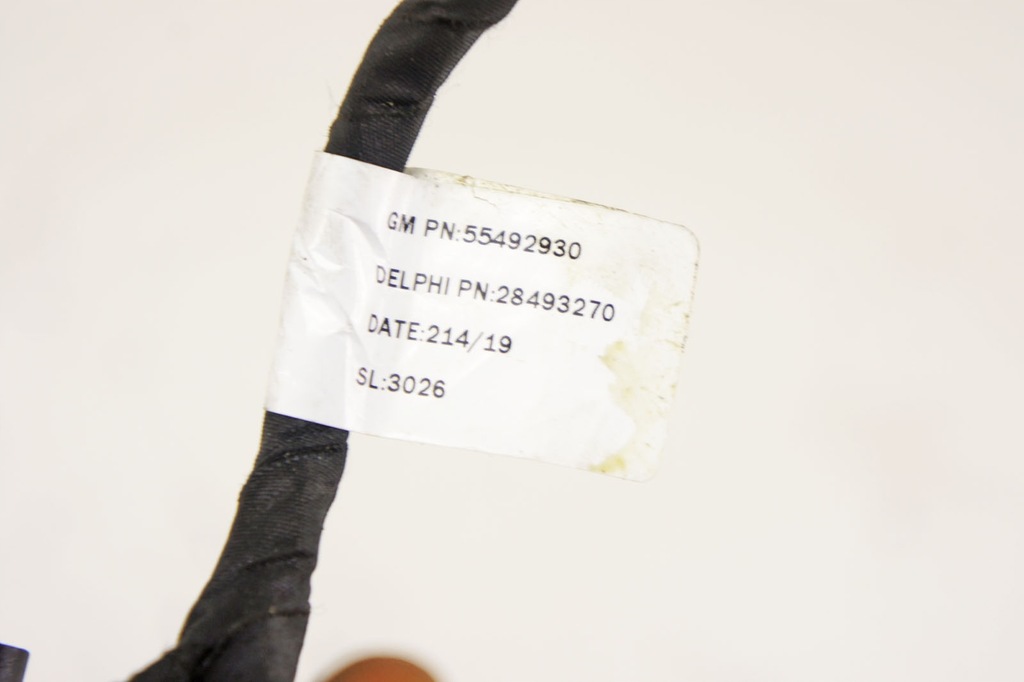 GM PN:55492930
DELPHI PN:28493270
DATE:214/19
SL:3026